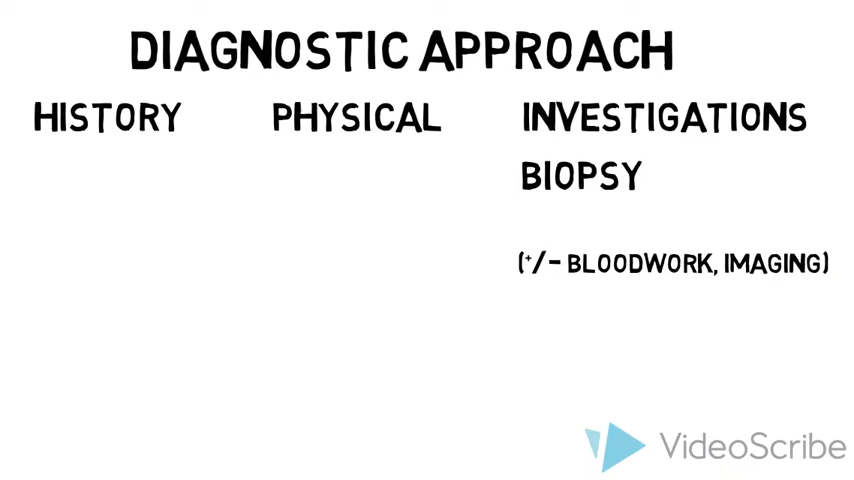 DIAGNOSTIC APPROACH
HISTORY PHYSICAL INVESTIGATIONS
BIOPSY
(+/- BLOODWORK, IMAGING)
VideoScribe